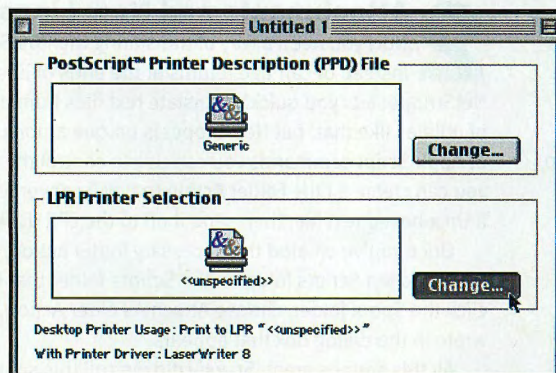 Untitled 1
PostScript™ Printer Description (PPD) File
Generic
Change...
LPR Printer Selection
<<unspecified>>
Change...
Desktop Printer Usage : Print to LPR "<<unspecified>>"
With Printer Driver : LaserWriter 8